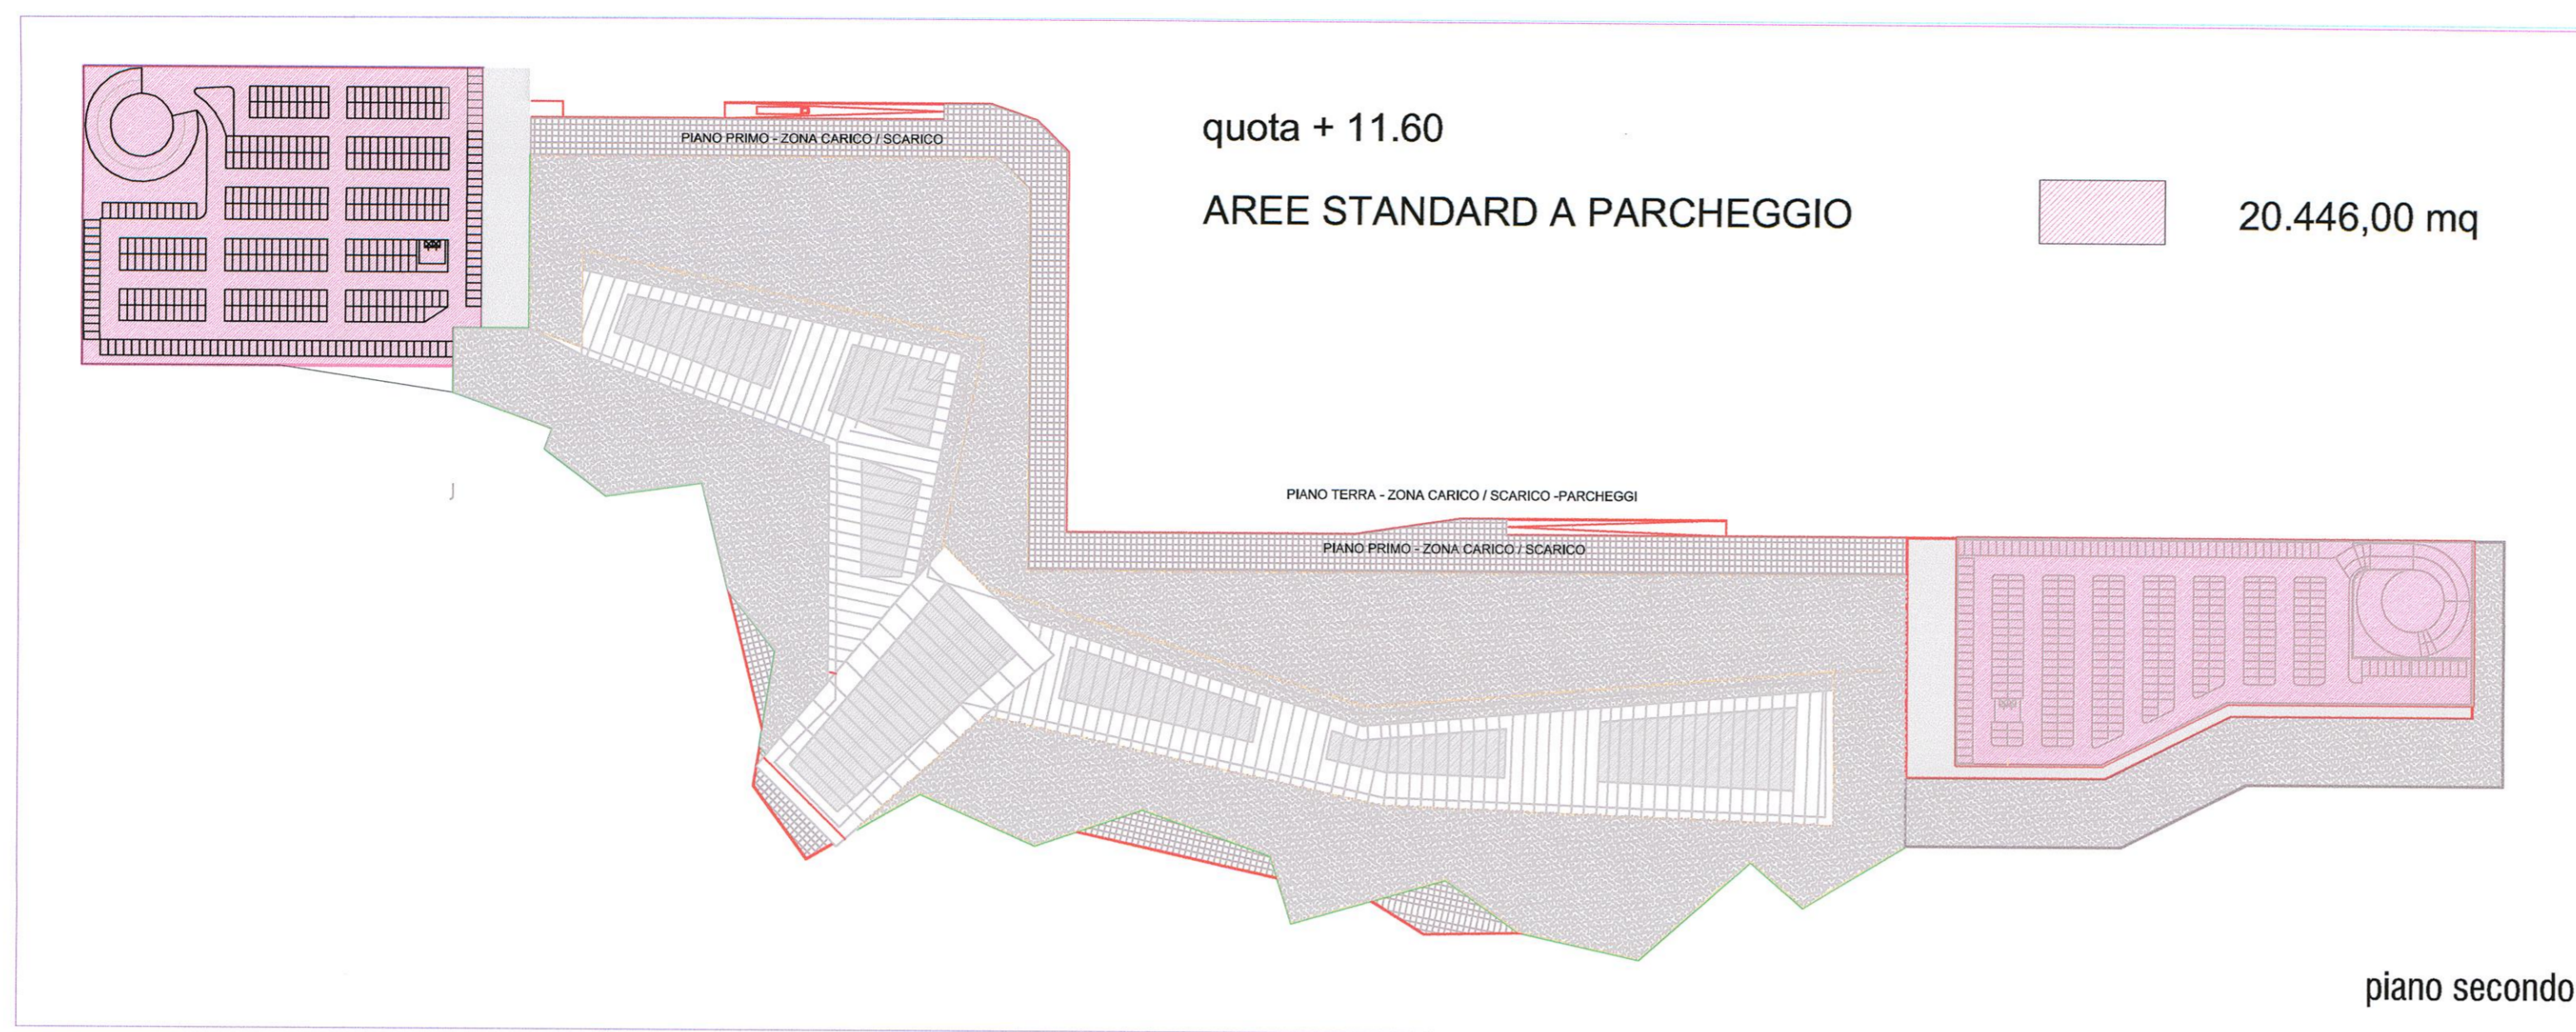 PIANO PRIMO - ZONA CARICO / SCARICO
quota + 11.60
AREE STANDARD A PARCHEGGIO
20.446,00 mq
PIANO TERRA - ZONA CARICO / SCARICO -PARCHEGGI
PIANO PRIMO - ZONA CARICO / SCARICO
piano secondo